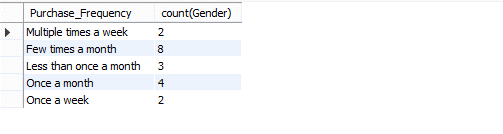 Purchase_Frequency count(Gender)
Multiple times a week 2
Few times a month 8
Less than once a month 3
Once a month 4
Once a week 2